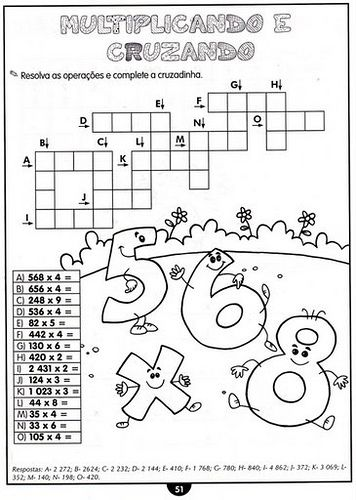 MULTIPLICANDO E
CRUZANDO
Resolva as operações e complete a cruzadinha.
G H
E F
D N O
B C L M
A K
J
I
A) 568 x 4 =
B) 656 x 4 =
C) 248 x 9 =
D) 536 x 4 =
E) 82 x 5 =
F) 442 x 4 =
G) 130 x 6 =
H) 420 x 2 =
I) 2 431 x 2 =
J) 124 x 3 =
K) 1 023 x 3 =
L) 44 x 8 =
M) 35 x 4 =
N) 33 x 6 =
O) 105 x 4 =
5
6
8
x
Respostas: A- 2 272; B- 2624; C- 2 232; D- 2 144; E- 410; F- 1 768; G- 780; H- 840; I- 4 862; J- 372; K- 3 069; L-
352; M- 140; N- 198; O- 420.
51